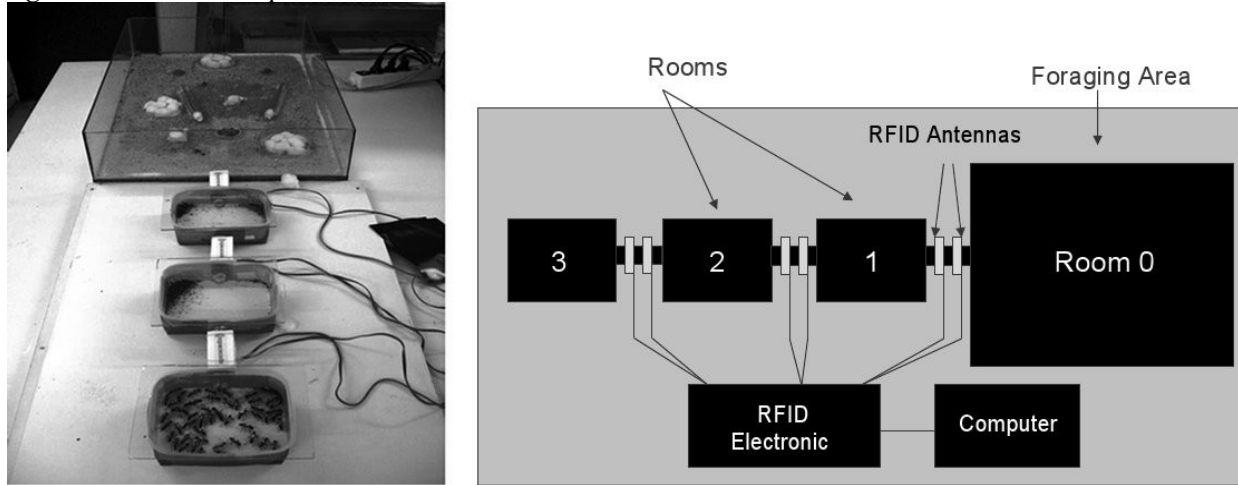 Rooms
Foraging Area
RFID Antennas
3
2
1
Room 0
RFID
Electronic
Computer